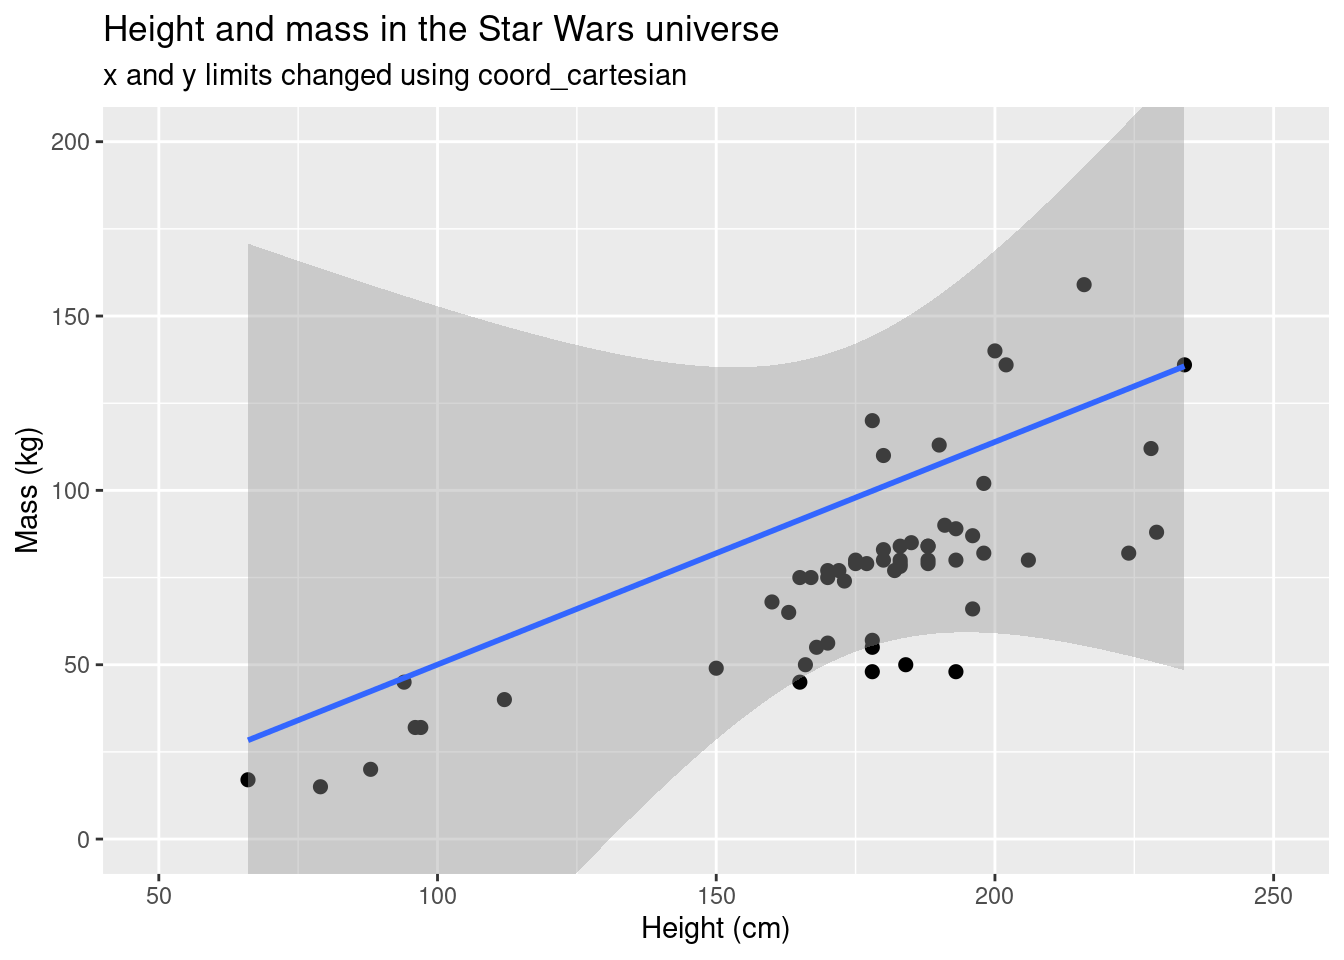 Height and mass in the Star Wars universe
x and y limits changed using coord_cartesian
200
150
100
50
0
Mass (kg)
50 100 150 200 250
Height (cm)